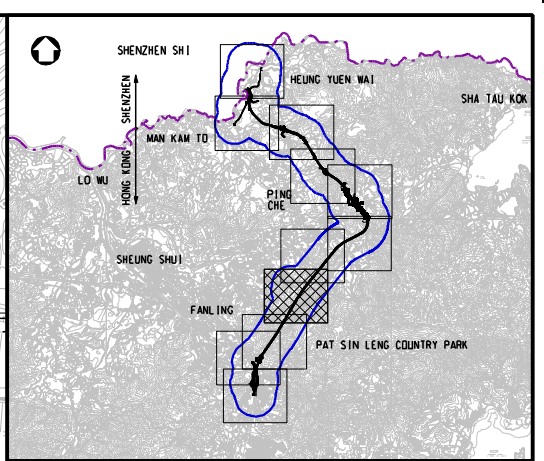 SHENZHEN SHI
HEUNG YUEN WAI
SHA TAU KOK
MAN KAM TO
LO WU
HONG KONG
SHENZHEN
PING
CHE
SHEUNG SHUI
FANLING
PAT SIN LENG COUNTRY PARK